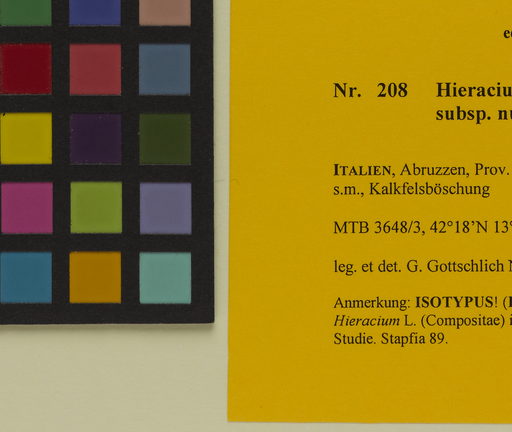 Nr. 208 Hieraciu
subsp. nu
ITALIEN, Abruzzen, Prov.
s.m., Kalkfelsböschung
MTB 3648/3, 42°18'N 13°
leg. et det. G. Gottschlich
Anmerkung: ISOTYPUS! (
Hieracium L. (Compositae) i
Studie. Stapfia 89.